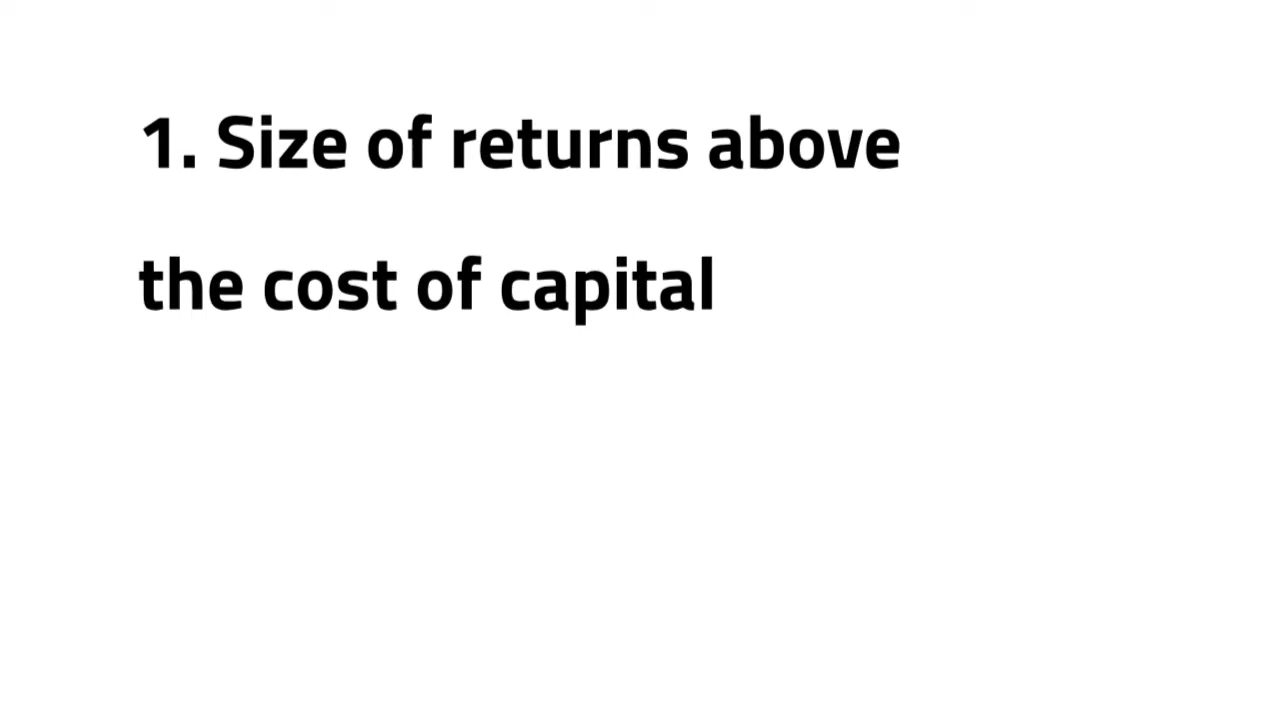 1. Size of returns above
the cost of capital